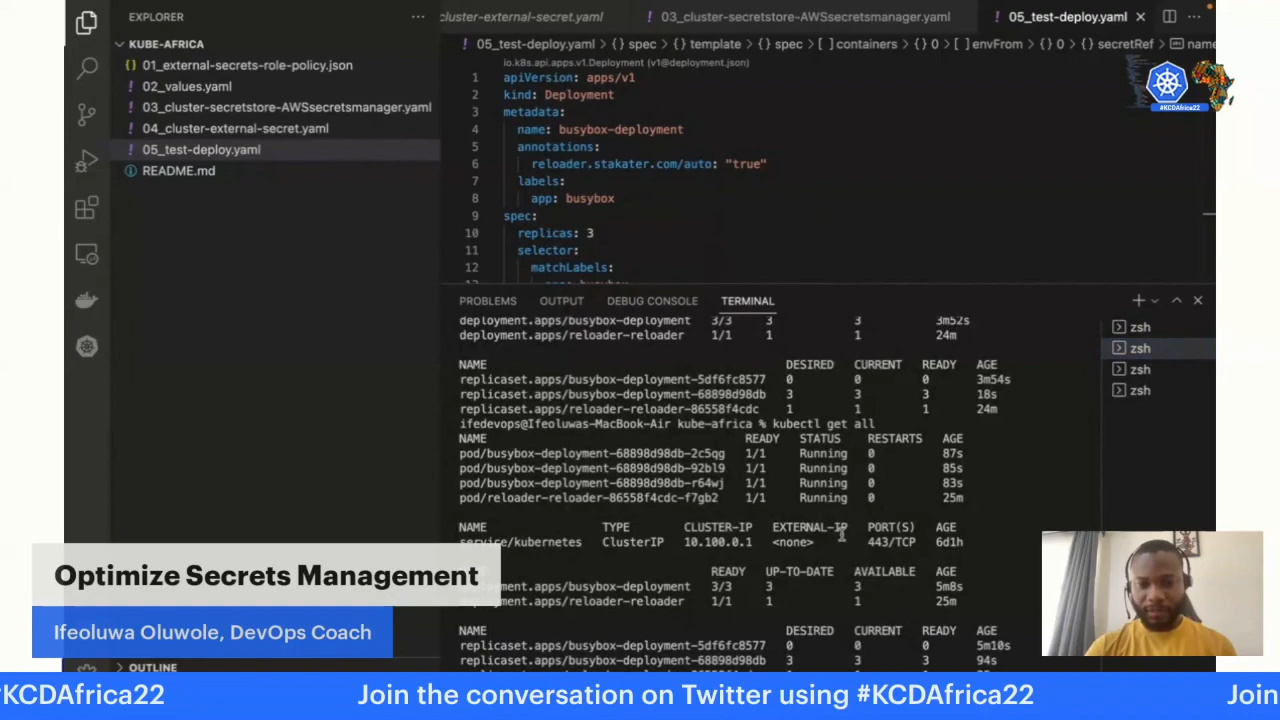 EXPLORER
KUBE-AFRICA
01_external-secrets-role-policy.json
02_values.yaml
03_cluster-secretstore-AWSsecretsmanager.yaml
04_cluster-external-secret.yaml
05_test-deploy.yaml
README.md
OUTLINE
cluster-external-secret.yaml 03_cluster-secretstore-AWSsecretsmanager.yaml 05_test-deploy.yaml
05_test-deploy.yaml > {} spec > {} template > {} spec > [ ] containers > {} 0 > [ ] envFrom > {} 0 > {} secretRef > name
io.k8s.api.apps.v1.Deployment (v1@deployment.json)
1 apiVersion: apps/v1
2 kind: Deployment
3 metadata:
4 name: busybox-deployment
5 annotations:
6 reloader.stakater.com/auto: "true"
7 labels:
8 app: busybox
9 spec:
10 replicas: 3
11 selector:
12 matchLabels:
#KCDAfrica22
PROBLEMS OUTPUT DEBUG CONSOLE TERMINAL
zsh
zsh
zsh
zsh
deployment.apps/busybox-deployment 3/3 3 3 3m52s
deployment.apps/reloader-reloader 1/1 1 1 24m
NAME DESIRED CURRENT READY AGE
replicaset.apps/busybox-deployment-5df6fc8577 0 0 0 3m54s
replicaset.apps/busybox-deployment-68898d98db 3 3 3 18s
replicaset.apps/reloader-reloader-86558f4cdc 1 1 1 24m
ifedevops@Ifeoluwas-MacBook-Air kube-africa % kubectl get all
NAME READY STATUS RESTARTS AGE
pod/busybox-deployment-68898d98db-2c5qg 1/1 Running 0 87s
pod/busybox-deployment-68898d98db-92bl9 1/1 Running 0 85s
pod/busybox-deployment-68898d98db-r64wj 1/1 Running 0 83s
pod/reloader-reloader-86558f4cdc-f7gb2 1/1 Running 0 25m
NAME TYPE CLUSTER-IP EXTERNAL-IP PORT(S) AGE
service/kubernetes ClusterIP 10.100.0.1 <none> 443/TCP 6d1h
READY UP-TO-DATE AVAILABLE AGE
deployment.apps/busybox-deployment 3/3 3 3 5m8s
deployment.apps/reloader-reloader 1/1 1 1 25m
NAME DESIRED CURRENT READY AGE
replicaset.apps/busybox-deployment-5df6fc8577 0 0 0 5m10s
replicaset.apps/busybox-deployment-68898d98db 3 3 3 94s
Optimize Secrets Management
Ifeoluwa Oluwole, DevOps Coach
#KCDAfrica22 Join the conversation on Twitter using #KCDAfrica22 Join